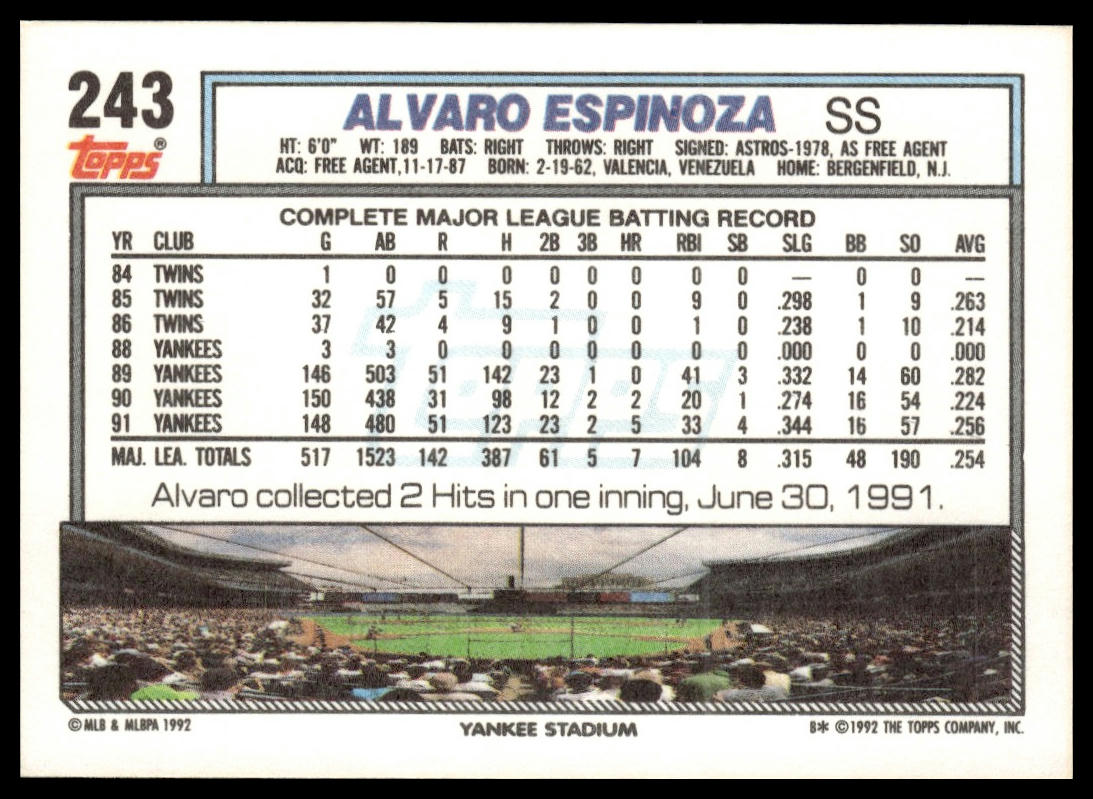 243
Topps®
ALVARO ESPINOZA SS
HT: 6'0" WT: 189 BATS: RIGHT THROWS: RIGHT SIGNED: ASTROS-1978, AS FREE AGENT
ACQ: FREE AGENT,11-17-87 BORN: 2-19-62, VALENCIA, VENEZUELA HOME: BERGENFIELD, N.J.
COMPLETE MAJOR LEAGUE BATTING RECORD
YR CLUB G AB R H 2B 3B HR RBI SB SLG BB SO AVG
84 TWINS 1 0 0 0 0 0 0 0 0 — 0 0 —
85 TWINS 32 57 5 15 2 0 0 9 0 .298 1 9 .263
86 TWINS 37 42 4 9 1 0 0 1 0 .238 1 10 .214
88 YANKEES 3 3 0 0 0 0 0 0 0 .000 0 0 .000
89 YANKEES 146 503 51 142 23 1 0 41 3 .332 14 60 .282
90 YANKEES 150 438 31 98 12 2 2 20 1 .274 16 54 .224
91 YANKEES 148 480 51 123 23 2 5 33 4 .344 16 57 .256
MAJ. LEA. TOTALS 517 1523 142 387 61 5 7 104 8 .315 48 190 .254
Alvaro collected 2 Hits in one inning, June 30, 1991.
©MLB & MLBPA 1992
YANKEE STADIUM
B* ©1992 THE TOPPS COMPANY, INC.